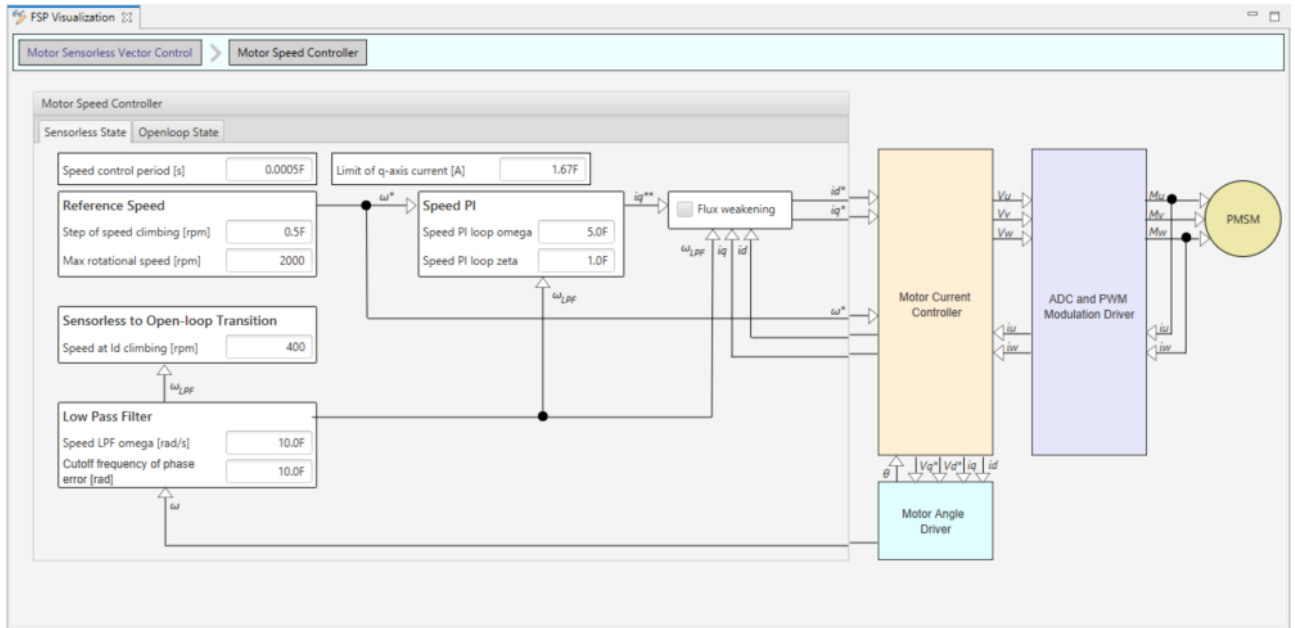 FSP Visualization
Motor Sensorless Vector Control
Motor Speed Controller
Motor Speed Controller
Sensorless State
Openloop State
Speed control period [s]
0.0005F
Limit of q-axis current [A]
1.67F
Reference Speed
Step of speed climbing [rpm]
0.5F
Max rotational speed [rpm]
2000
ω*
Speed PI
Speed PI loop omega
5.0F
Speed PI loop zeta
1.0F
iq**
Flux weakening
id*
iq*
ω_LPF
iq
id
ω_LPF
ω*
Sensorless to Open-loop Transition
Speed at Id climbing [rpm]
400
ω_LPF
Low Pass Filter
Speed LPF omega [rad/s]
10.0F
Cutoff frequency of phase
error [rad]
10.0F
ω
Motor Current
Controller
Vu
Vv
Vw
iu
iw
ADC and PWM
Modulation Driver
Mu
Mv
Mw
iu
iw
PMSM
θ
Vq*
Vd*
iq
id
Motor Angle
Driver